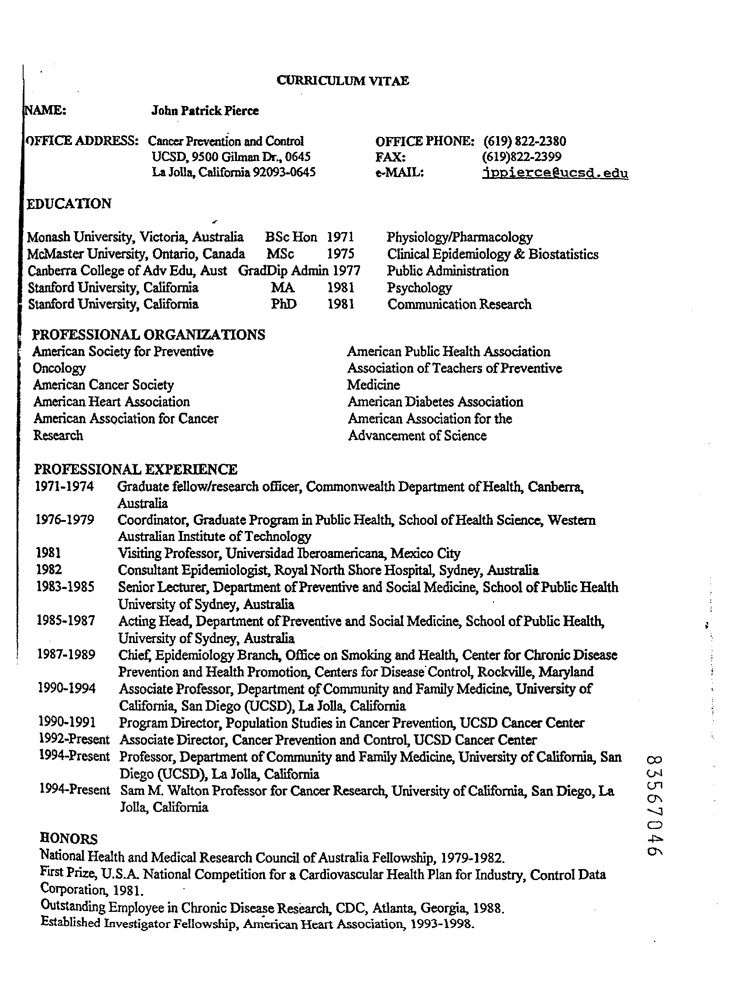 CURRICULUM VITAE
NAME: John Patrick Pierce
OFFICE ADDRESS: Cancer Prevention and Control OFFICE PHONE: (619) 822-2380
UCSD, 9500 Gilman Dr., 0645 FAX: (619)822-2399
La Jolla, California 92093-0645 e-MAIL: jppierce@ucsd.edu
EDUCATION
Monash University, Victoria, Australia BSc Hon 1971 Physiology/Pharmacology
McMaster University, Ontario, Canada MSc 1975 Clinical Epidemiology & Biostatistics
Canberra College of Adv Edu, Aust GradDip Admin 1977 Public Administration
Stanford University, California MA 1981 Psychology
Stanford University, California PhD 1981 Communication Research
PROFESSIONAL ORGANIZATIONS
American Society for Preventive American Public Health Association
Oncology Association of Teachers of Preventive
American Cancer Society Medicine
American Heart Association American Diabetes Association
American Association for Cancer American Association for the
Research Advancement of Science
PROFESSIONAL EXPERIENCE
1971-1974 Graduate fellow/research officer, Commonwealth Department of Health, Canberra,
Australia
1976-1979 Coordinator, Graduate Program in Public Health, School of Health Science, Western
Australian Institute of Technology
1981 Visiting Professor, Universidad Iberoamericana, Mexico City
1982 Consultant Epidemiologist, Royal North Shore Hospital, Sydney, Australia
1983-1985 Senior Lecturer, Department of Preventive and Social Medicine, School of Public Health
University of Sydney, Australia
1985-1987 Acting Head, Department of Preventive and Social Medicine, School of Public Health,
University of Sydney, Australia
1987-1989 Chief, Epidemiology Branch, Office on Smoking and Health, Center for Chronic Disease
Prevention and Health Promotion, Centers for Disease Control, Rockville, Maryland
1990-1994 Associate Professor, Department of Community and Family Medicine, University of
California, San Diego (UCSD), La Jolla, California
1990-1991 Program Director, Population Studies in Cancer Prevention, UCSD Cancer Center
1992-Present Associate Director, Cancer Prevention and Control, UCSD Cancer Center
1994-Present Professor, Department of Community and Family Medicine, University of California, San
Diego (UCSD), La Jolla, California
1994-Present Sam M. Walton Professor for Cancer Research, University of California, San Diego, La
Jolla, California
HONORS
National Health and Medical Research Council of Australia Fellowship, 1979-1982.
First Prize, U.S.A. National Competition for a Cardiovascular Health Plan for Industry, Control Data
Corporation, 1981.
Outstanding Employee in Chronic Disease Research, CDC, Atlanta, Georgia, 1988.
Established Investigator Fellowship, American Heart Association, 1993-1998.
83567046